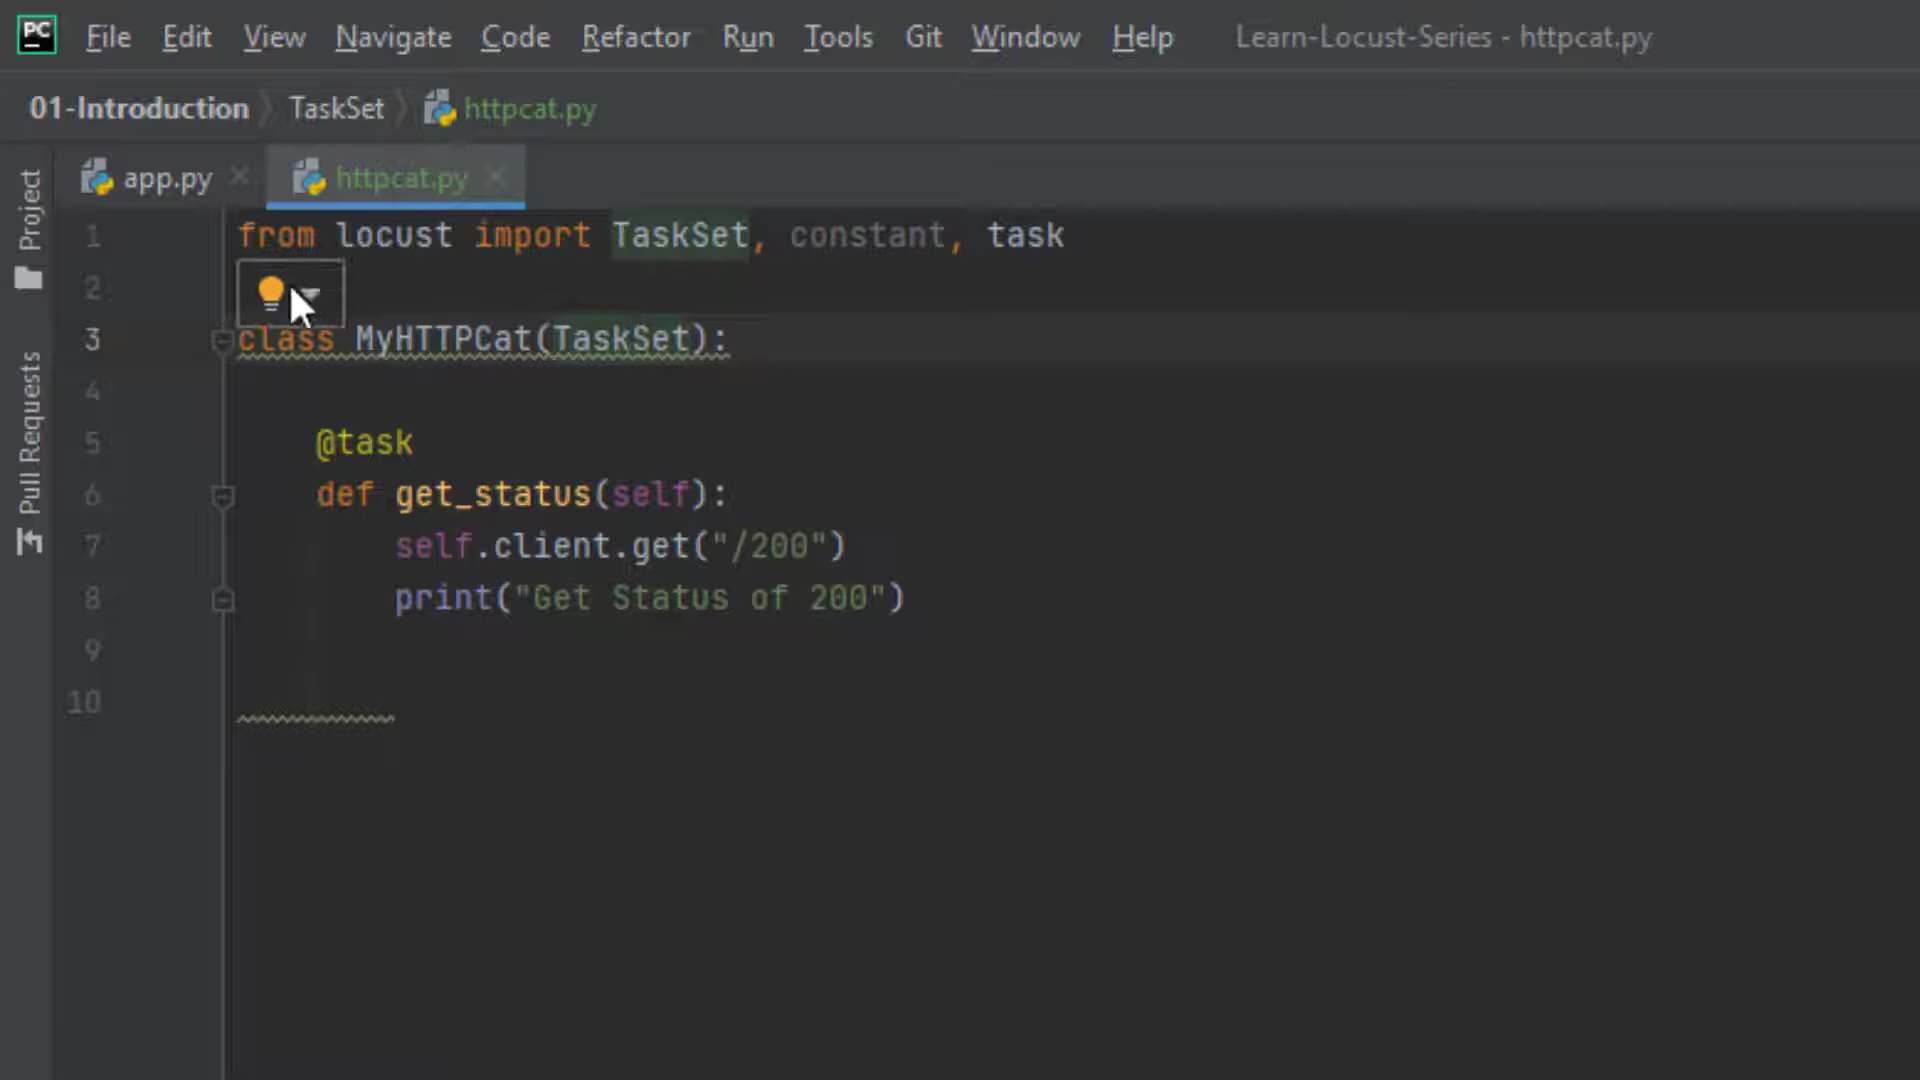 PC File Edit View Navigate Code Refactor Run Tools Git Window Help Learn-Locust-Series - httpcat.py
01-Introduction TaskSet httpcat.py
app.py httpcat.py
Project
Pull Requests
1 from locust import TaskSet, constant, task
2
3 class MyHTTPCat(TaskSet):
4
5 @task
6 def get_status(self):
7 self.client.get("/200")
8 print("Get Status of 200")
9
10